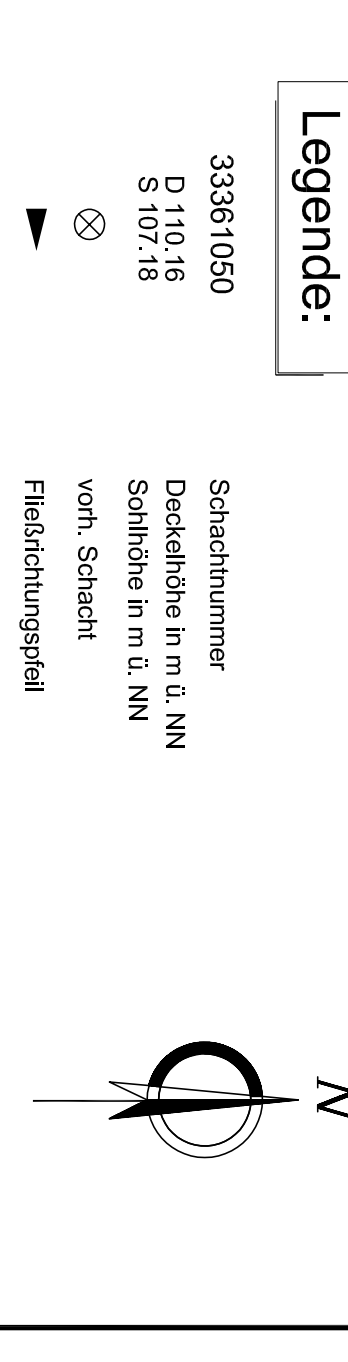 Legende:
33361050 Schachtnummer
D 110.16 Deckelhöhe in m ü. NN
S 107.18 Sohlhöhe in m ü. NN
vorh. Schacht
Fließrichtungspfeil
N